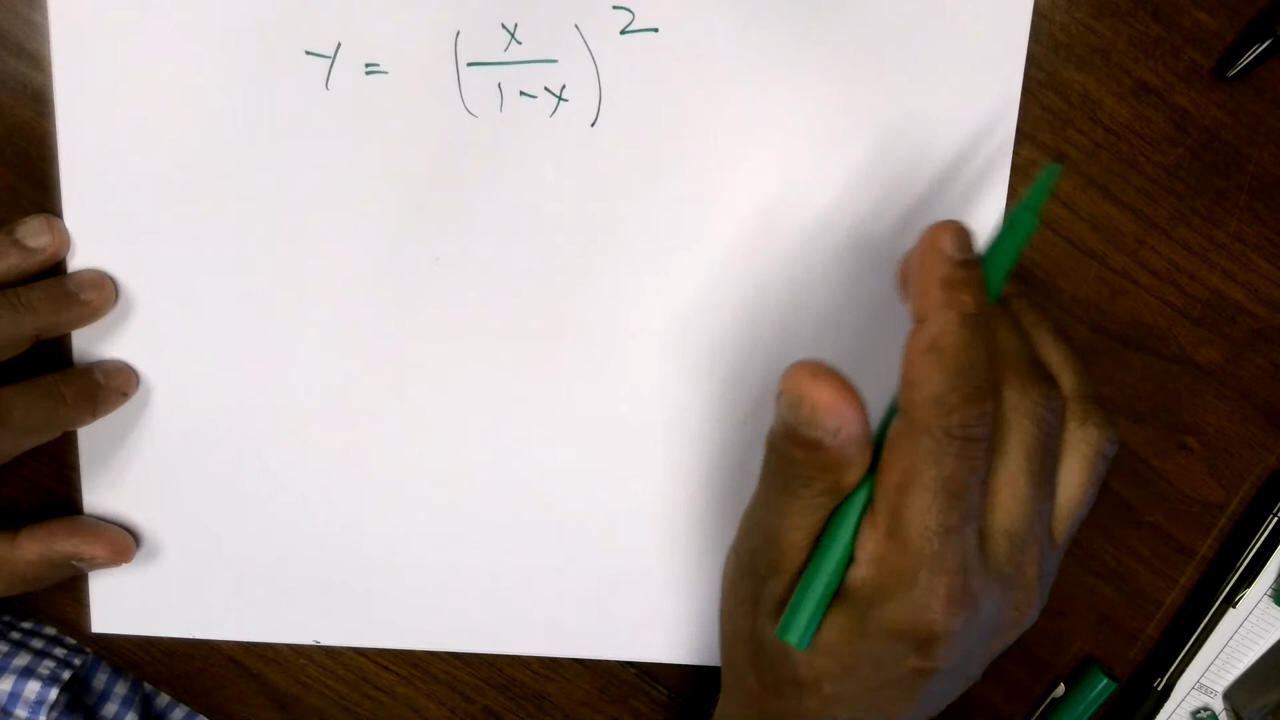 y = (x/(1-x))^2